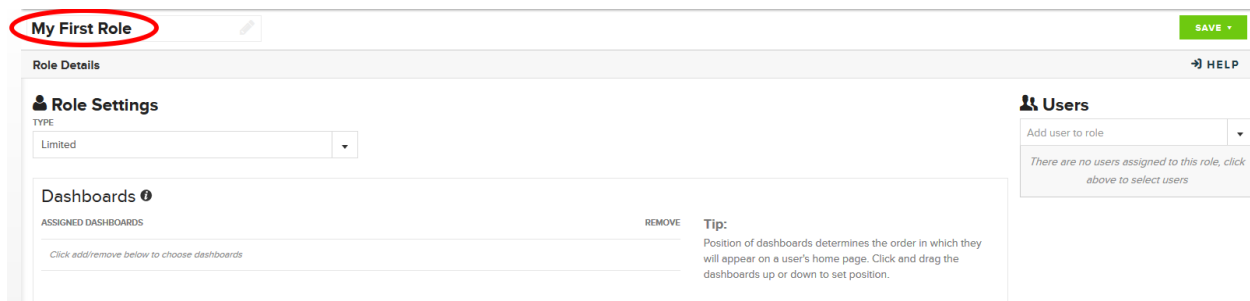 My First Role
SAVE
Role Details
HELP
Role Settings
TYPE
Limited
Dashboards
ASSIGNED DASHBOARDS
REMOVE
Click add/remove below to choose dashboards
Tip:
Position of dashboards determines the order in which they
will appear on a user's home page. Click and drag the
dashboards up or down to set position.
Users
Add user to role
There are no users assigned to this role, click
above to select users